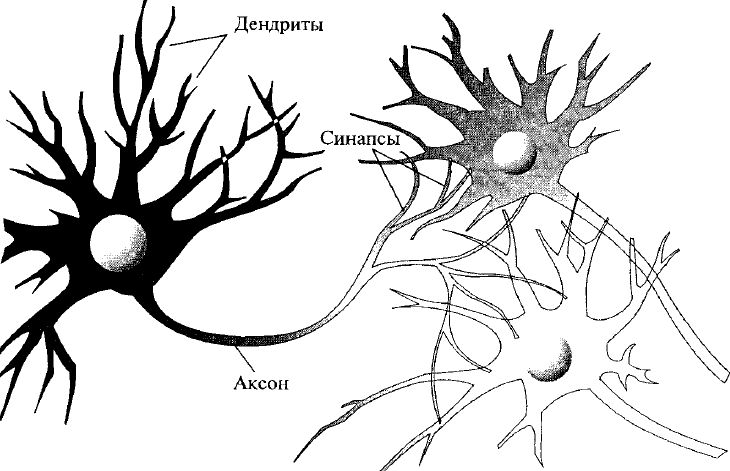 Дендриты
Синапсы
Аксон